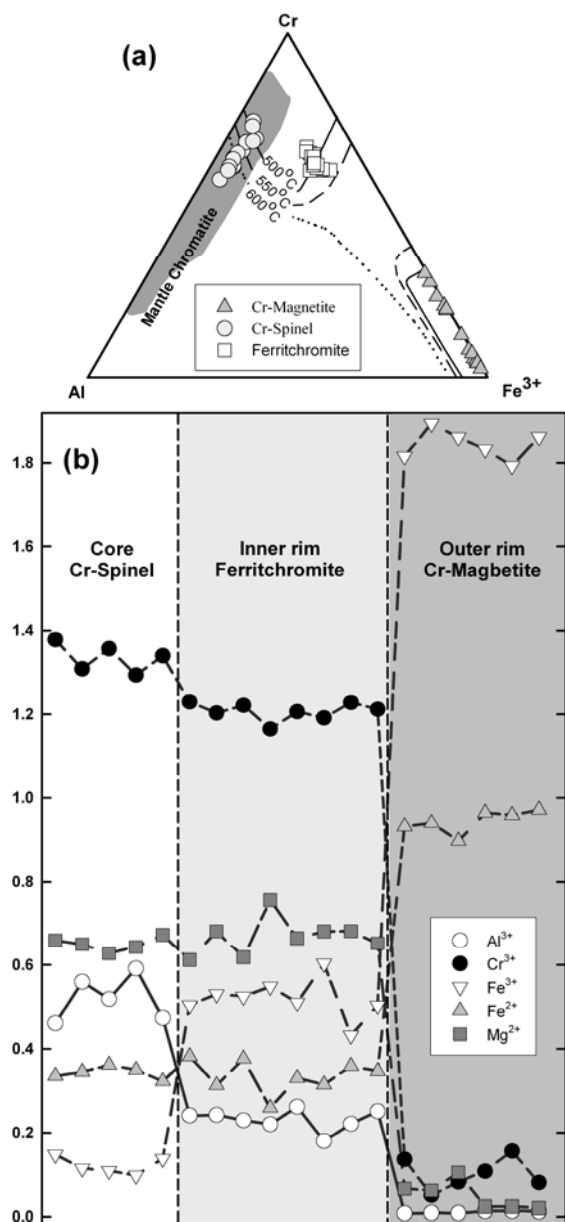 Cr
(a)
500°C
550°C
600°C
Mantle Chromatite
Cr-Magnetite
Cr-Spinel
Ferritchromite
Al
Fe3+
(b)
1.8
Core
Cr-Spinel
Inner rim
Ferritchromite
Outer rim
Cr-Magbetite
1.6
1.4
1.2
1.0
0.8
0.6
0.4
0.2
0.0
Al3+
Cr3+
Fe3+
Fe2+
Mg2+